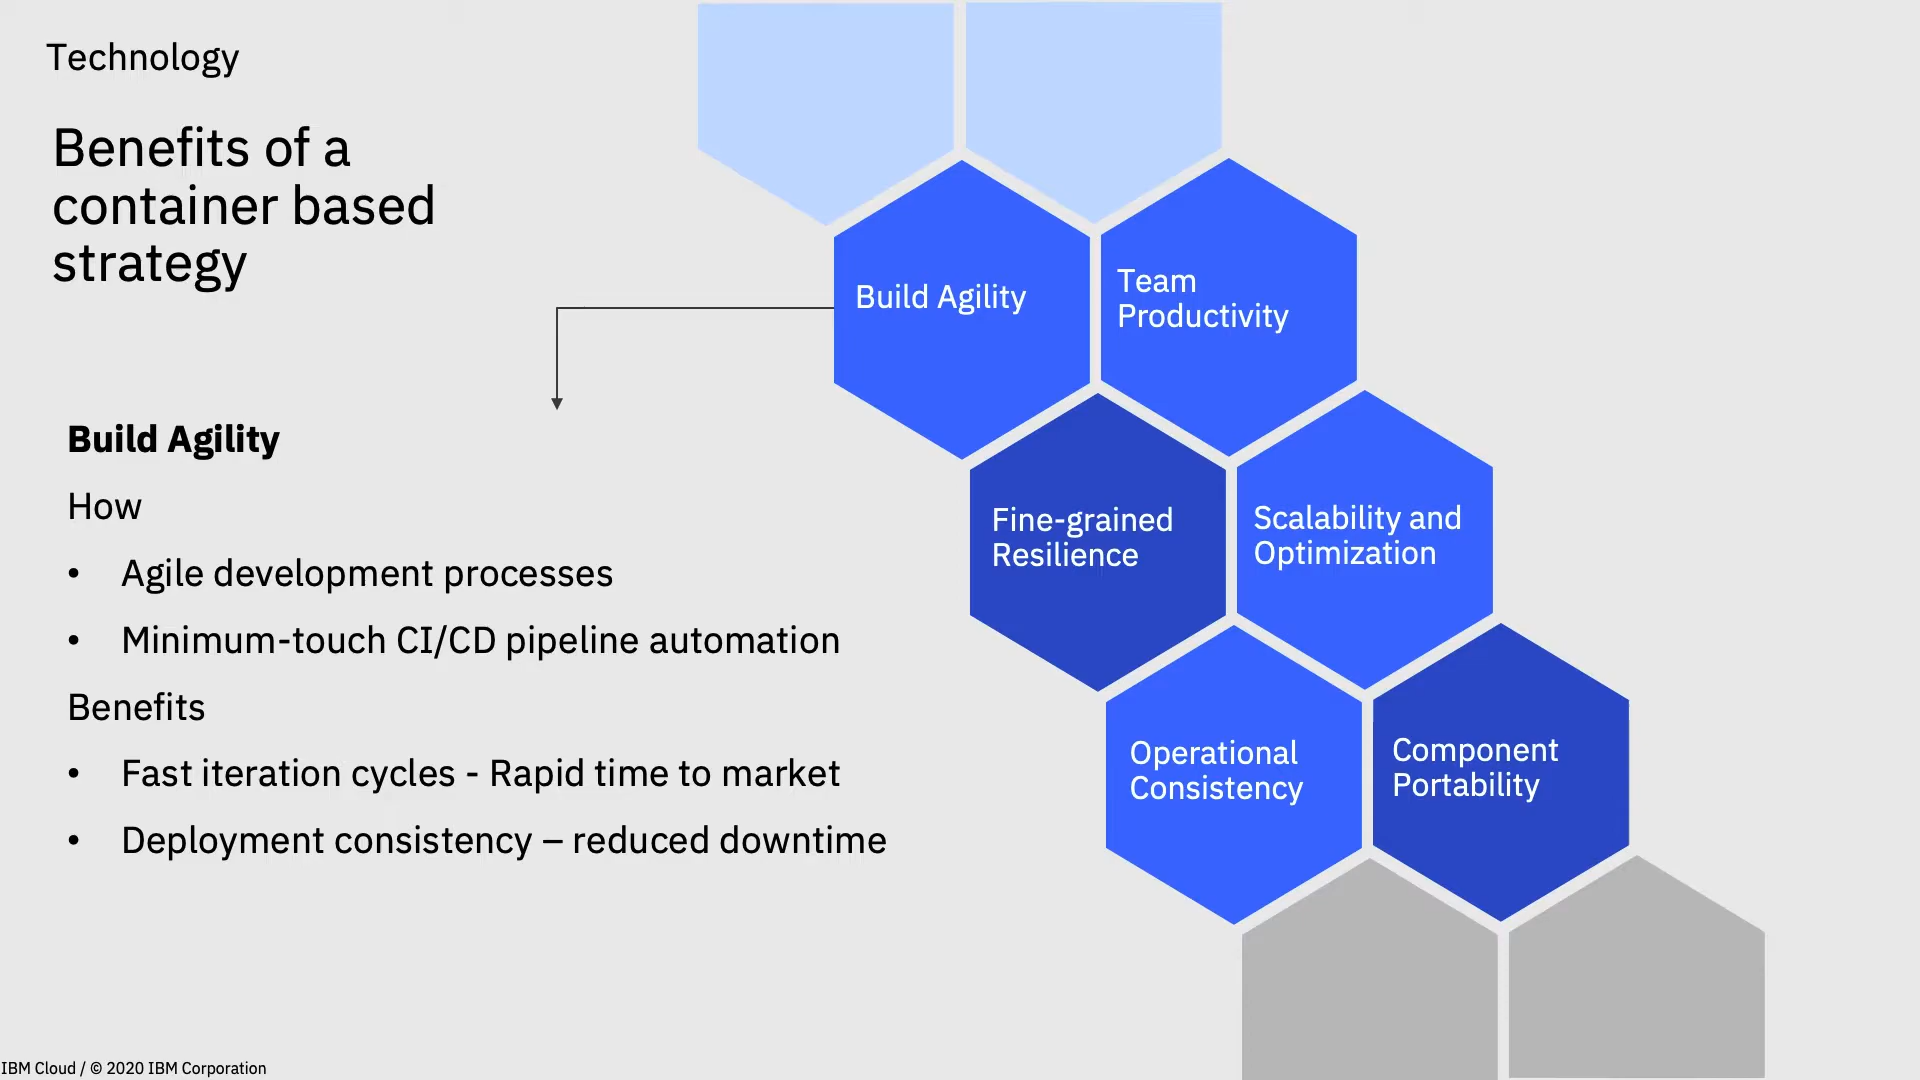 Technology
Benefits of a
container based
strategy
Build Agility
Team
Productivity
Fine-grained
Resilience
Scalability and
Optimization
Operational
Consistency
Component
Portability
Build Agility
How
• Agile development processes
• Minimum-touch CI/CD pipeline automation
Benefits
• Fast iteration cycles - Rapid time to market
• Deployment consistency – reduced downtime
IBM Cloud / © 2020 IBM Corporation